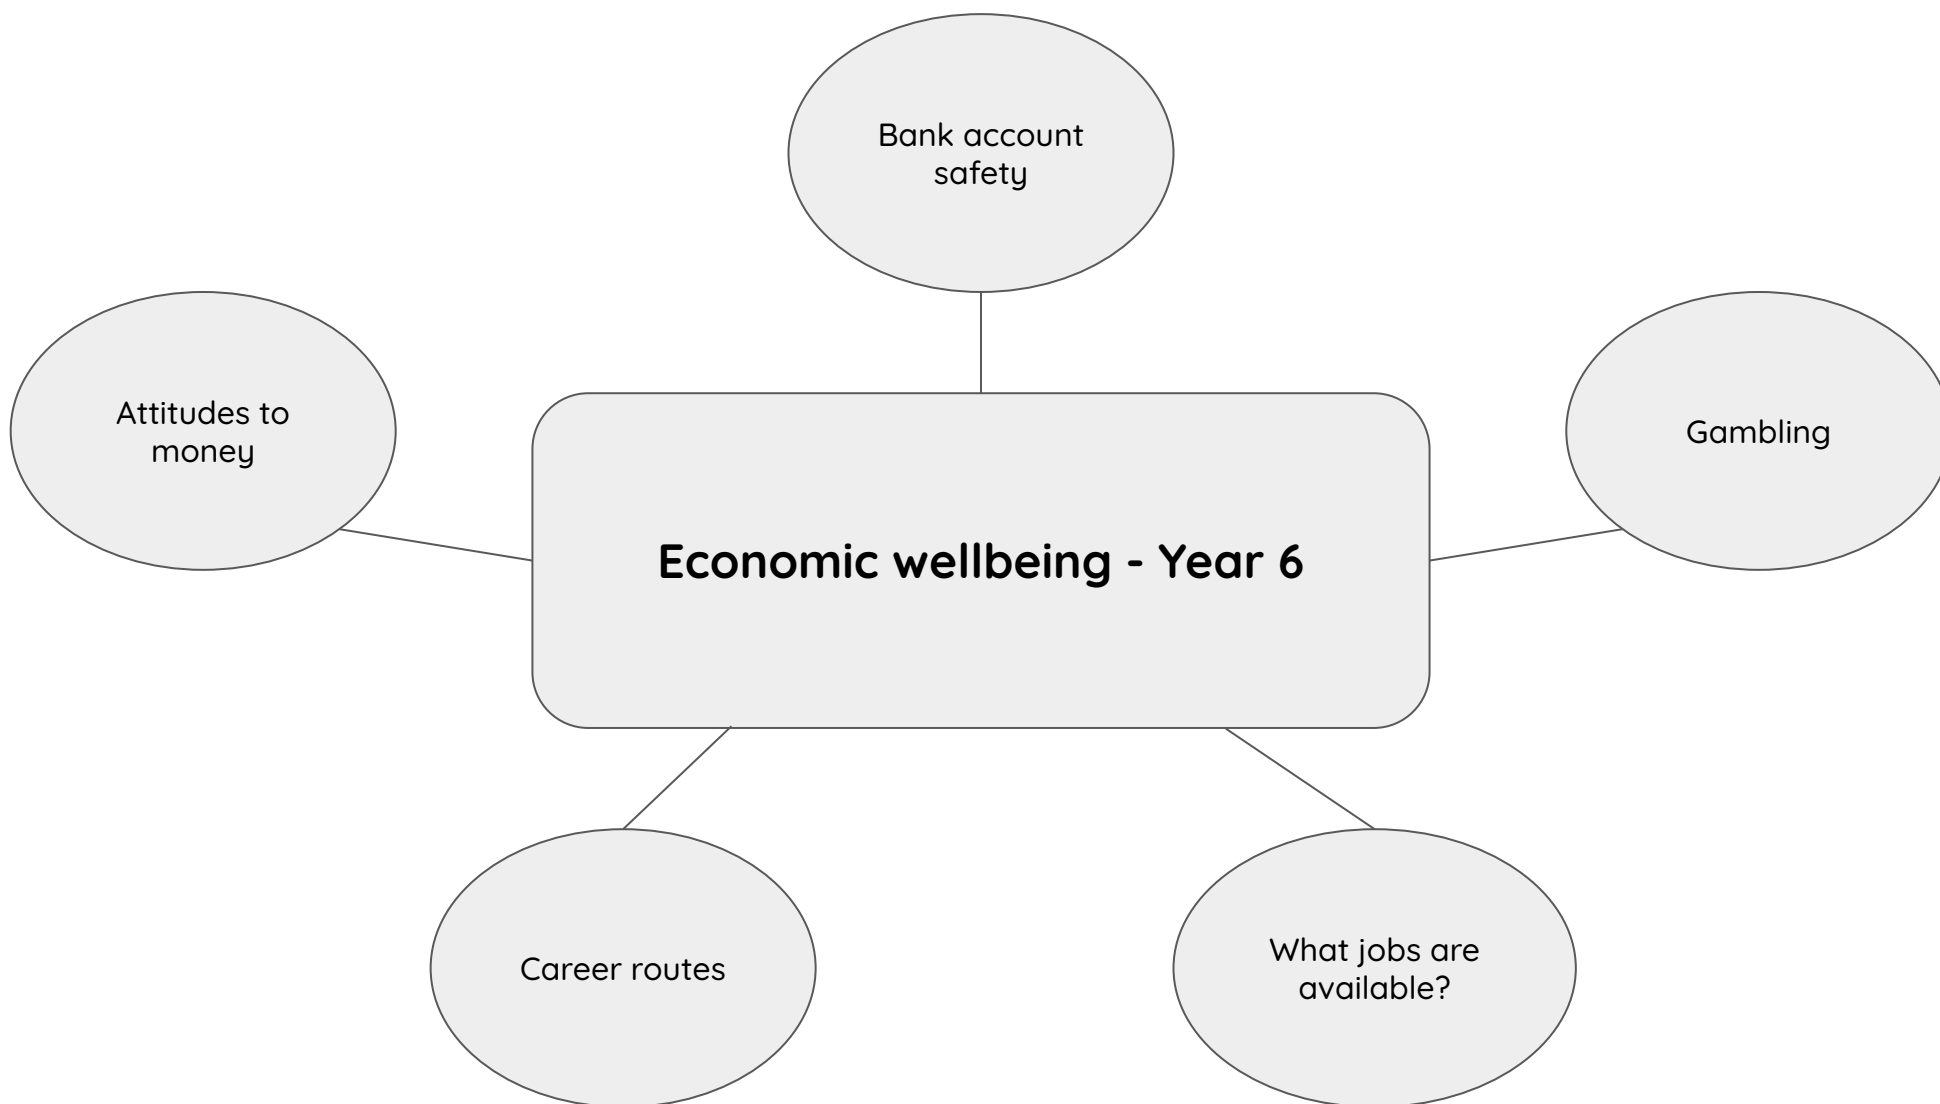 Bank account
safety
Attitudes to
money
Gambling
Economic wellbeing - Year 6
Career routes
What jobs are
available?